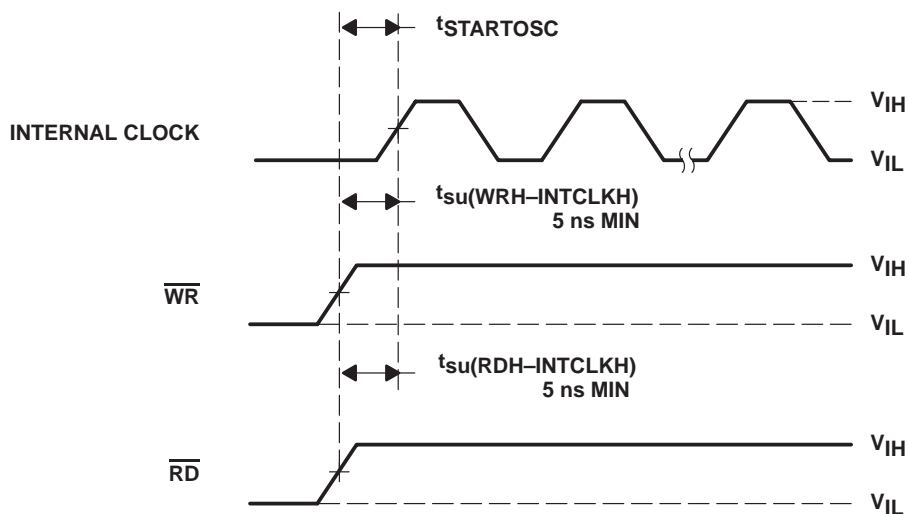 tSTARTOSC
VIH
INTERNAL CLOCK
VIL
tsu(WRH–INTCLKH)
5 ns MIN
VIH
WR
VIL
tsu(RDH–INTCLKH)
5 ns MIN
VIH
RD
VIL